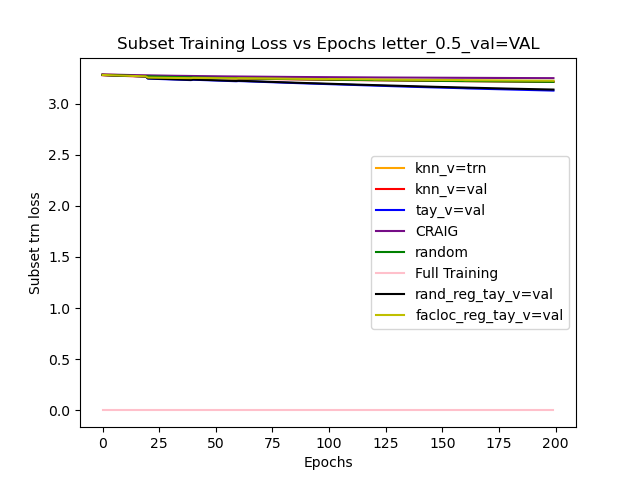 Subset Training Loss vs Epochs letter_0.5_val=VAL
Subset trn loss
3.0
2.5
2.0
1.5
1.0
0.5
0.0
knn_v=trn
knn_v=val
tay_v=val
CRAIG
random
Full Training
rand_reg_tay_v=val
facloc_reg_tay_v=val
0 25 50 75 100 125 150 175 200
Epochs